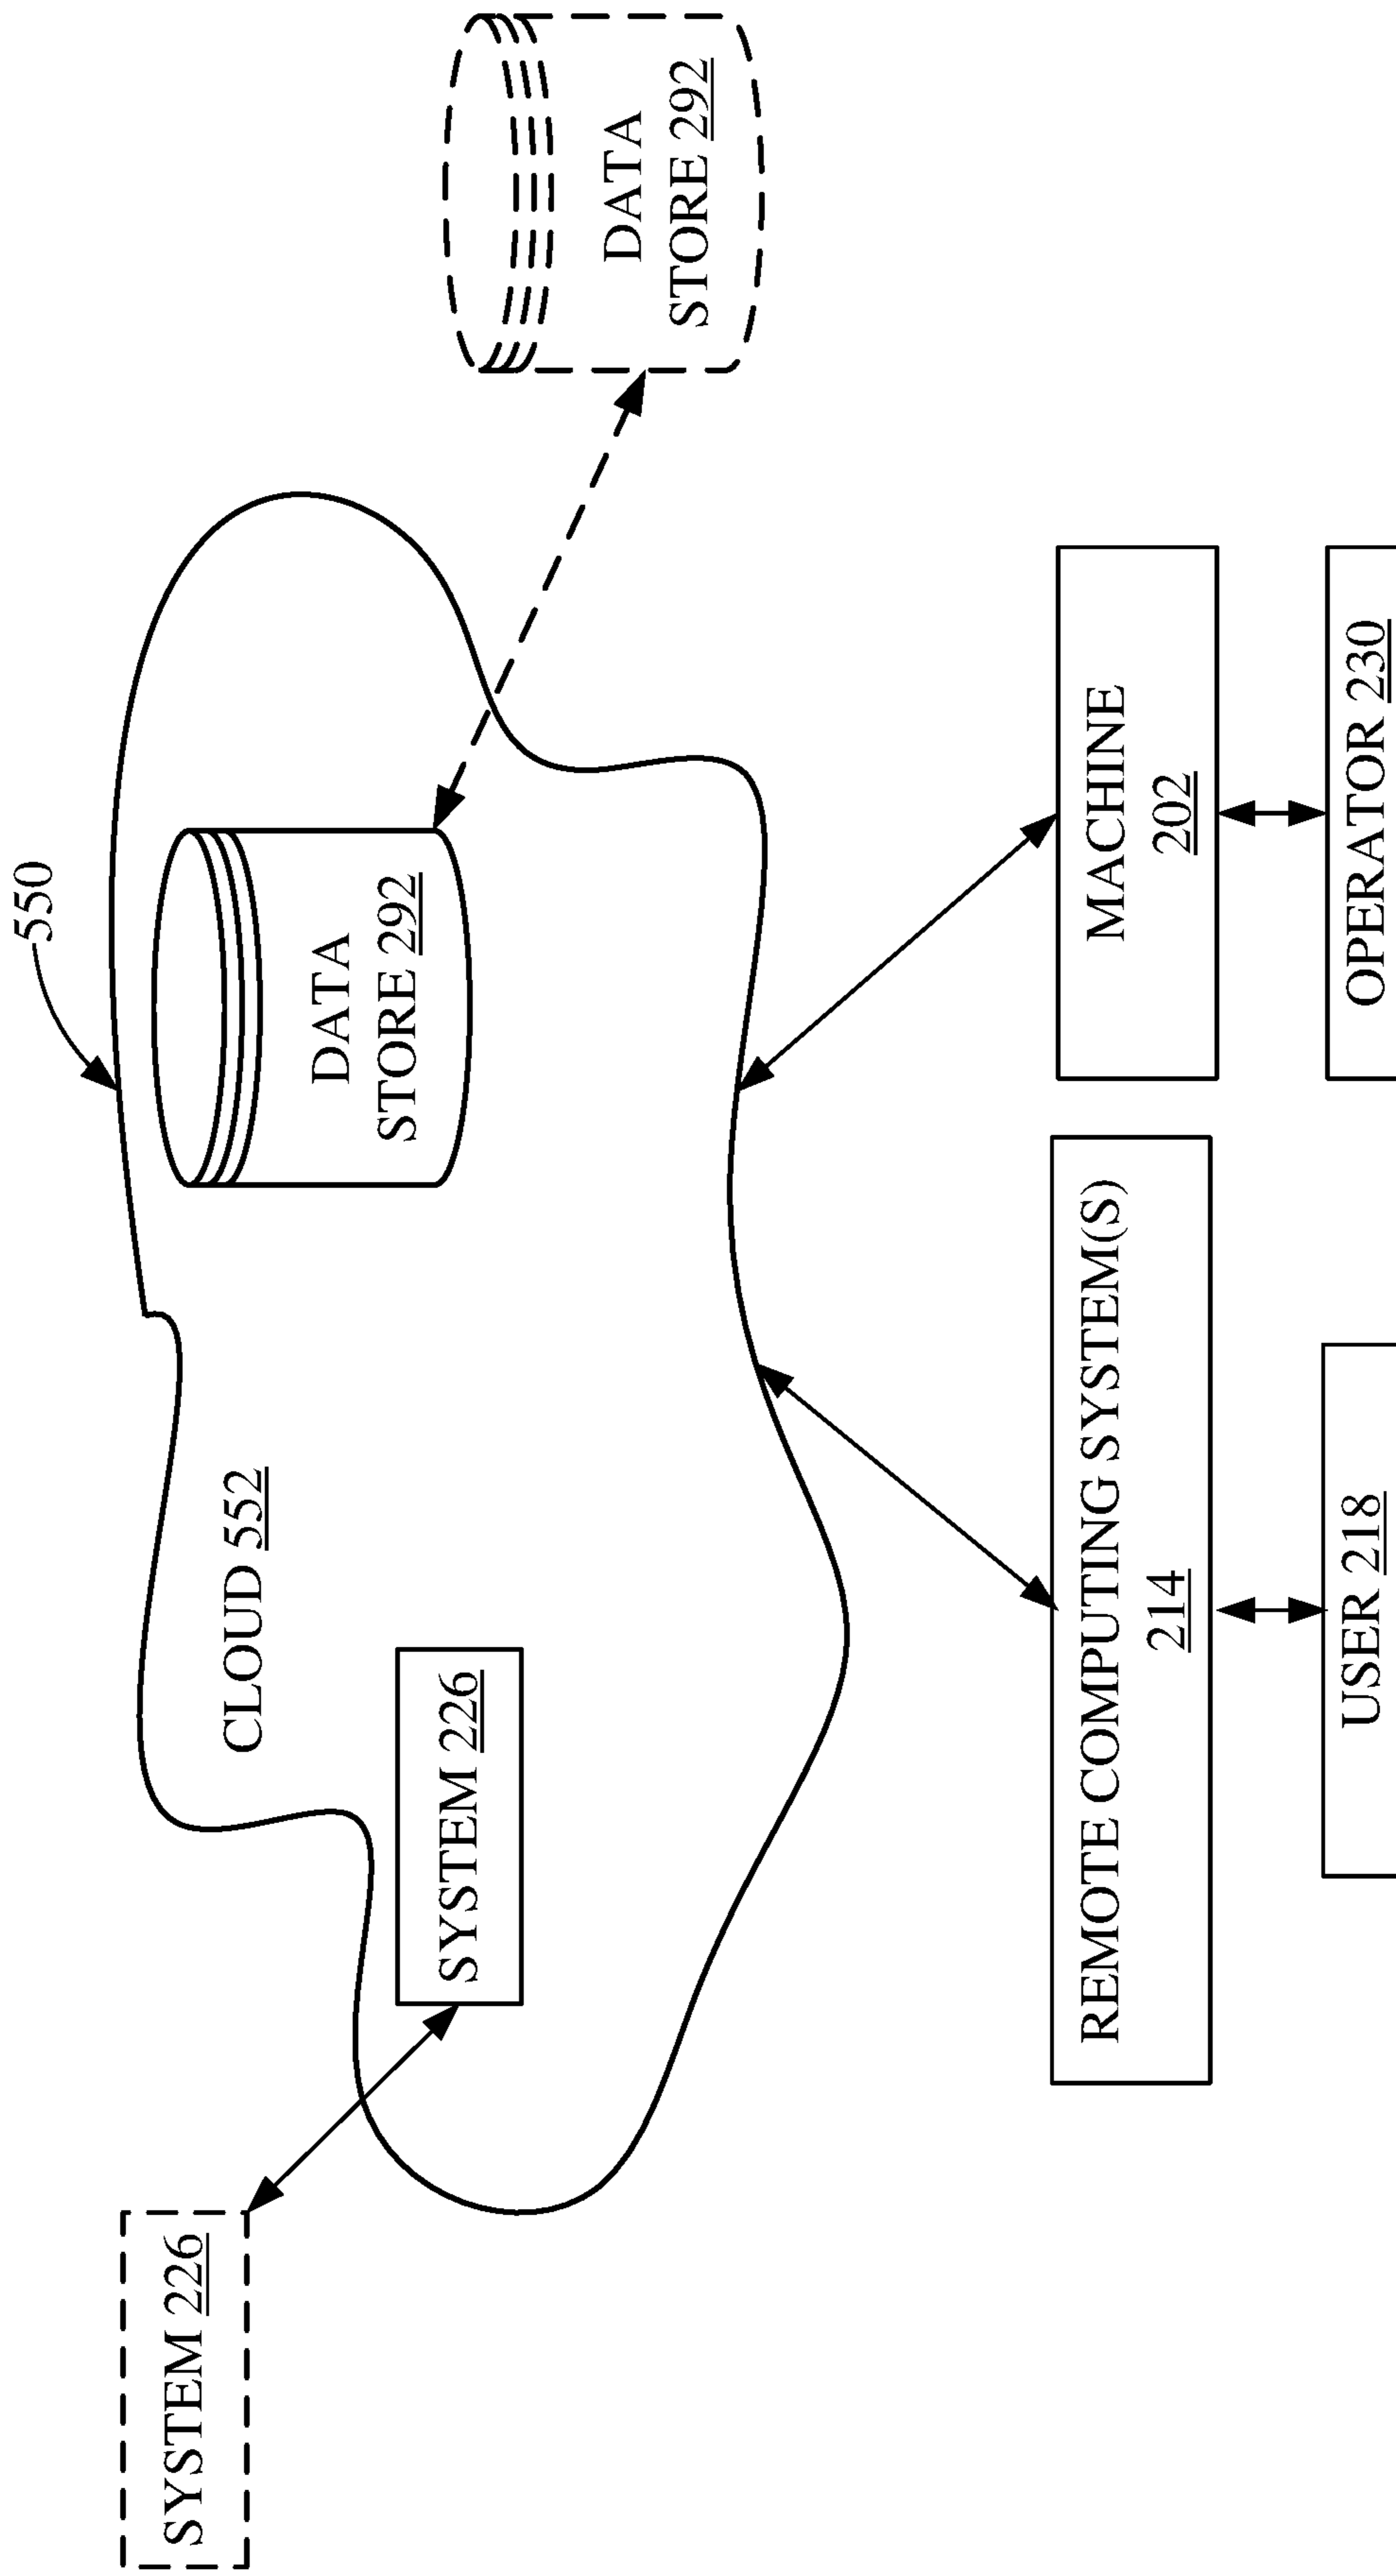 550
SYSTEM 226
CLOUD 552
SYSTEM 226
DATA
STORE 292
DATA
STORE 292
REMOTE COMPUTING SYSTEM(S)
214
MACHINE
202
USER 218
OPERATOR 230